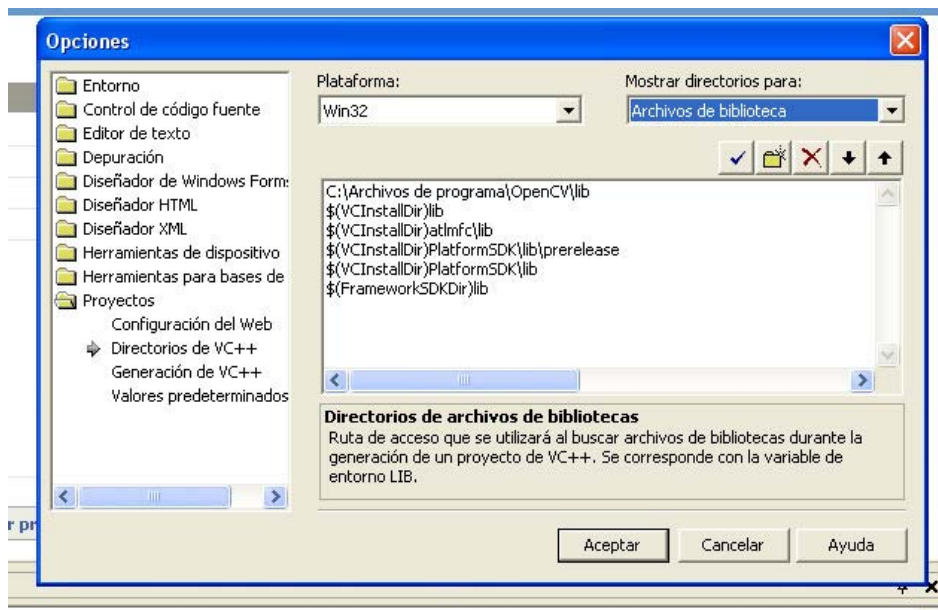 Opciones
Entorno
Control de código fuente
Editor de texto
Depuración
Diseñador de Windows Form:
Diseñador HTML
Diseñador XML
Herramientas de dispositivo
Herramientas para bases de
Proyectos
Configuración del Web
Directorios de VC++
Generación de VC++
Valores predeterminados
Plataforma:
Win32
Mostrar directorios para:
Archivos de biblioteca
C:\Archivos de programa\OpenCV\lib
$(VCInstallDir)lib
$(VCInstallDir)atlmfc\lib
$(VCInstallDir)PlatformSDK\lib\prerelease
$(VCInstallDir)PlatformSDK\lib
$(FrameworkSDKDir)lib
Directorios de archivos de bibliotecas
Ruta de acceso que se utilizará al buscar archivos de bibliotecas durante la
generación de un proyecto de VC++. Se corresponde con la variable de
entorno LIB.
r pr
Aceptar
Cancelar
Ayuda